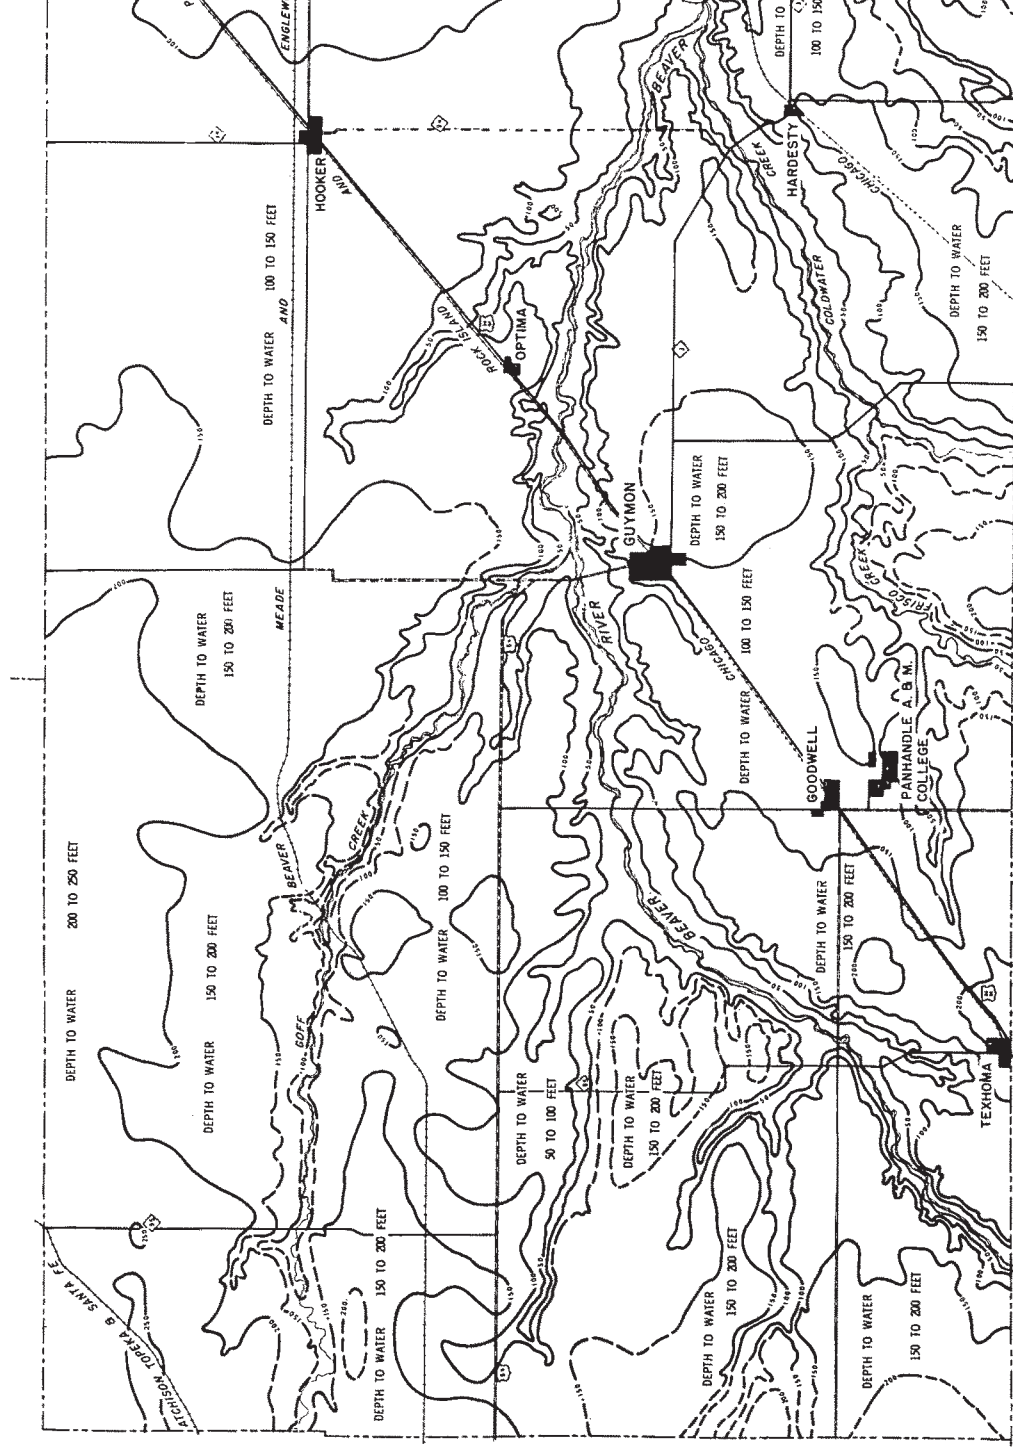 ENGLEW
DEPTH TO
100 TO 150
BEAVER
HOOKER
AND
HARDESTY
CREEK
CHICAGO
DEPTH TO WATER
100 TO 150 FEET
AND
ROCK ISLAND
OPTIMA
COLDWATER
DEPTH TO WATER
150 TO 200 FEET
GUYMON
DEPTH TO WATER
150 TO 200 FEET
MEADE
DEPTH TO WATER
150 TO 200 FEET
RIVER
CHICAGO
DEPTH TO WATER
100 TO 150 FEET
FRISCO
CREEK
GOODWELL
PANHANDLE A. & M.
COLLEGE
DEPTH TO WATER
200 TO 250 FEET
DEPTH TO WATER
150 TO 200 FEET
BEAVER
CREEK
GOFF
DEPTH TO WATER
100 TO 150 FEET
BEAVER
DEPTH TO WATER
150 TO 200 FEET
TEXHOMA
DEPTH TO WATER
50 TO 100 FEET
DEPTH TO WATER
150 TO 200 FEET
ATCHISON TOPEKA &
SANTA FE
DEPTH TO WATER
150 TO 200 FEET
DEPTH TO WATER
150 TO 200 FEET
DEPTH TO WATER
150 TO 200 FEET